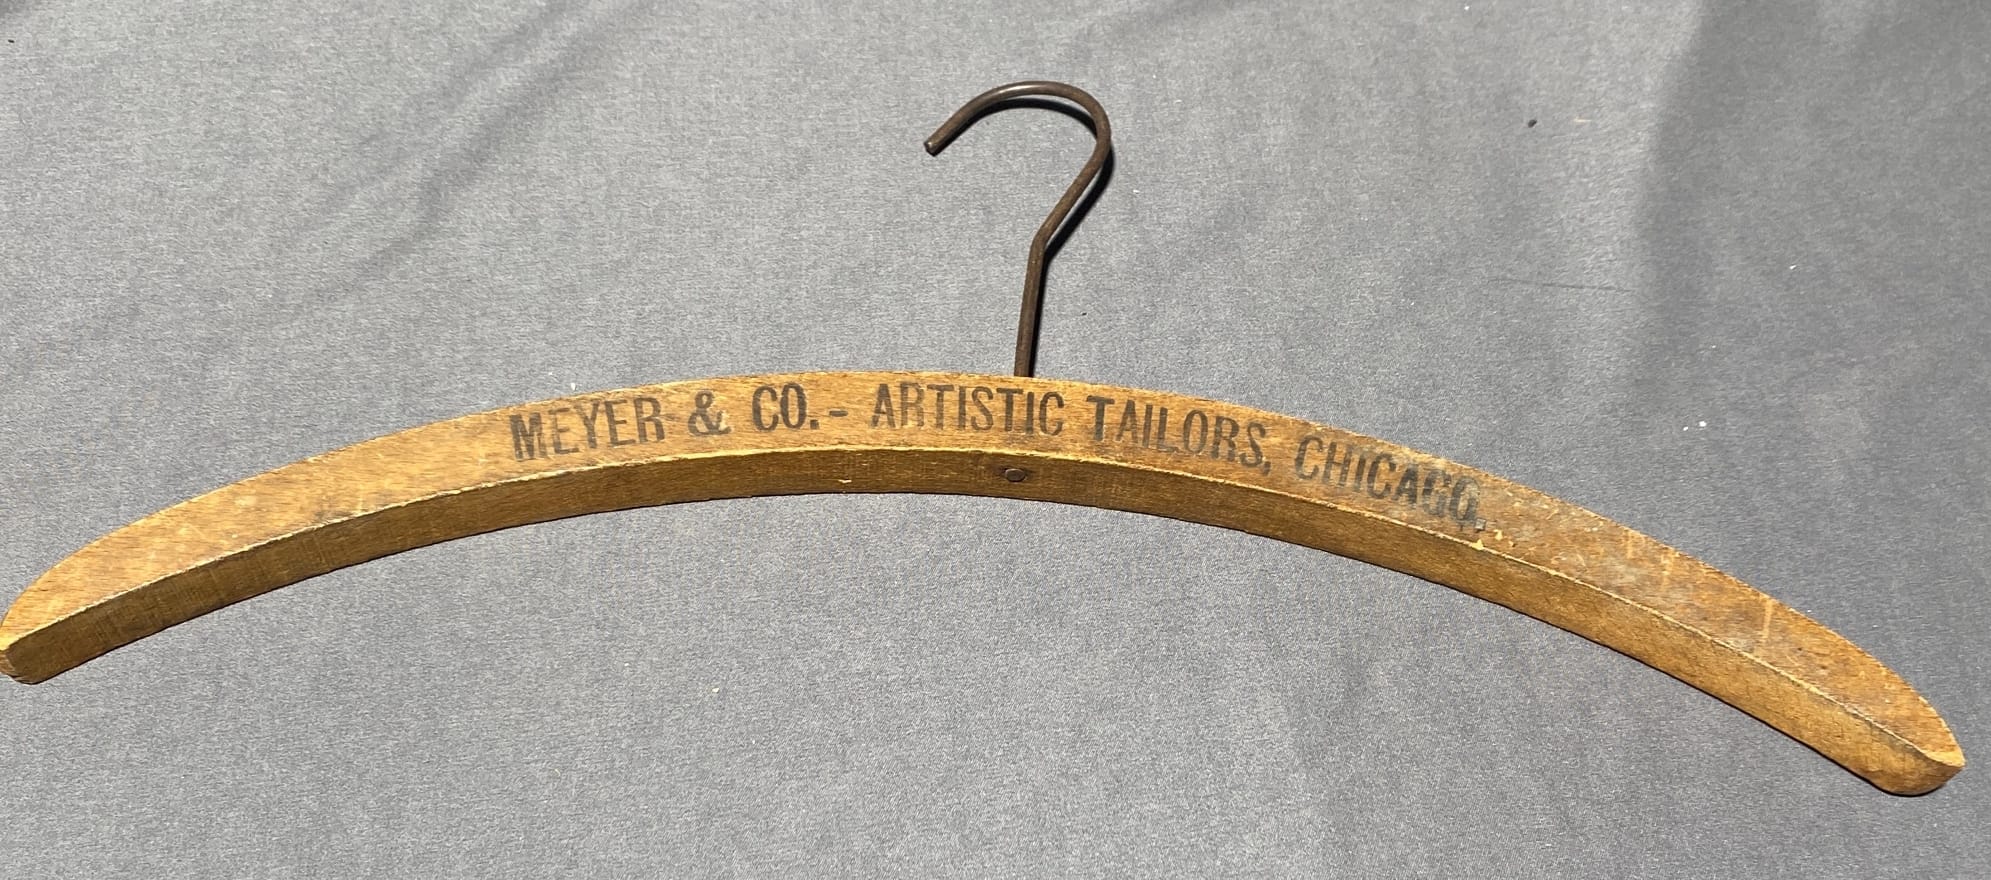 MEYER & CO. - ARTISTIC TAILORS, CHICAGO.